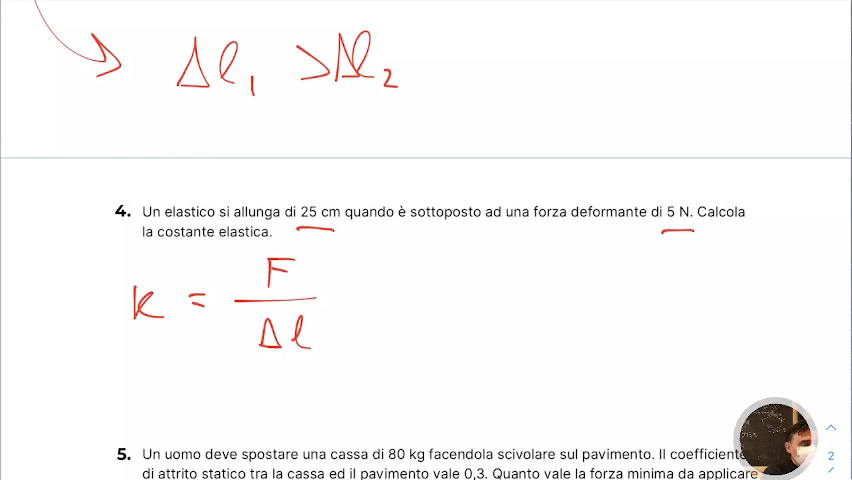 Δl₁ > Δl₂
4. Un elastico si allunga di 25 cm quando è sottoposto ad una forza deformante di 5 N. Calcola
la costante elastica.
K = F / Δl
5. Un uomo deve spostare una cassa di 80 kg facendola scivolare sul pavimento. Il coefficiente
di attrito statico tra la cassa ed il pavimento vale 0,3. Quanto vale la forza minima da applicare
2